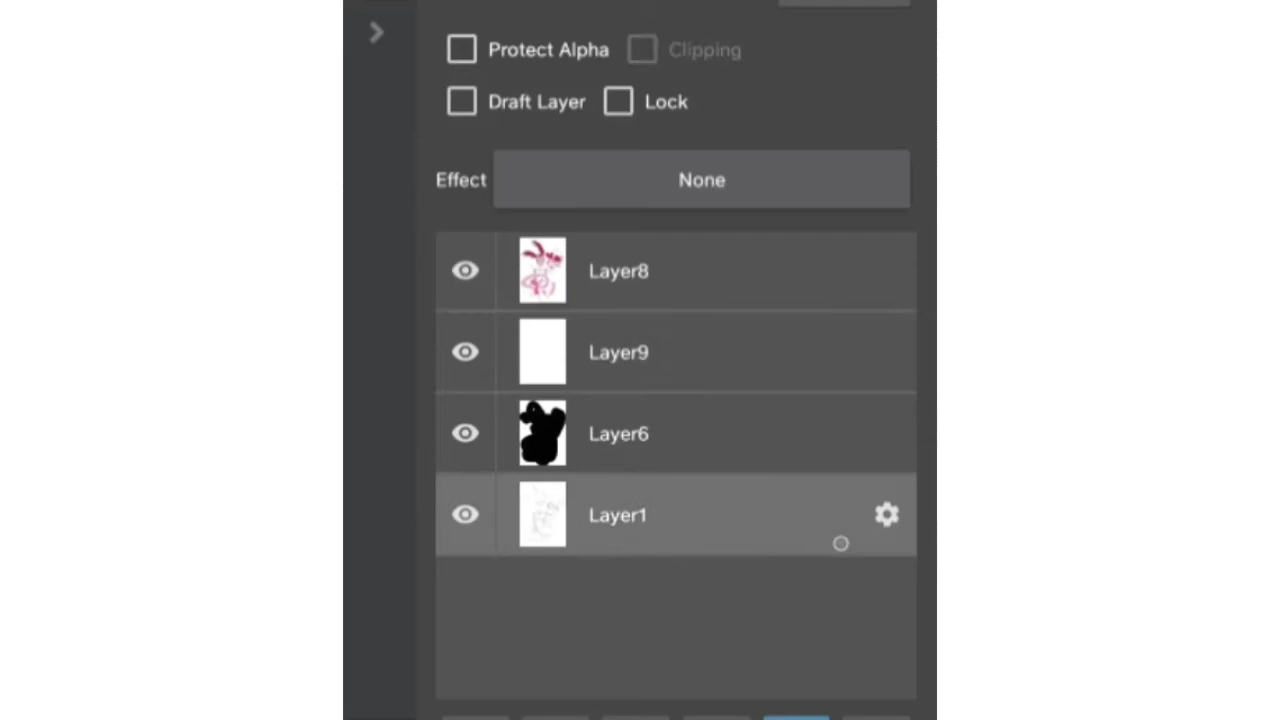 Protect Alpha Clipping
Draft Layer Lock
Effect None
Layer8
Layer9
Layer6
Layer1